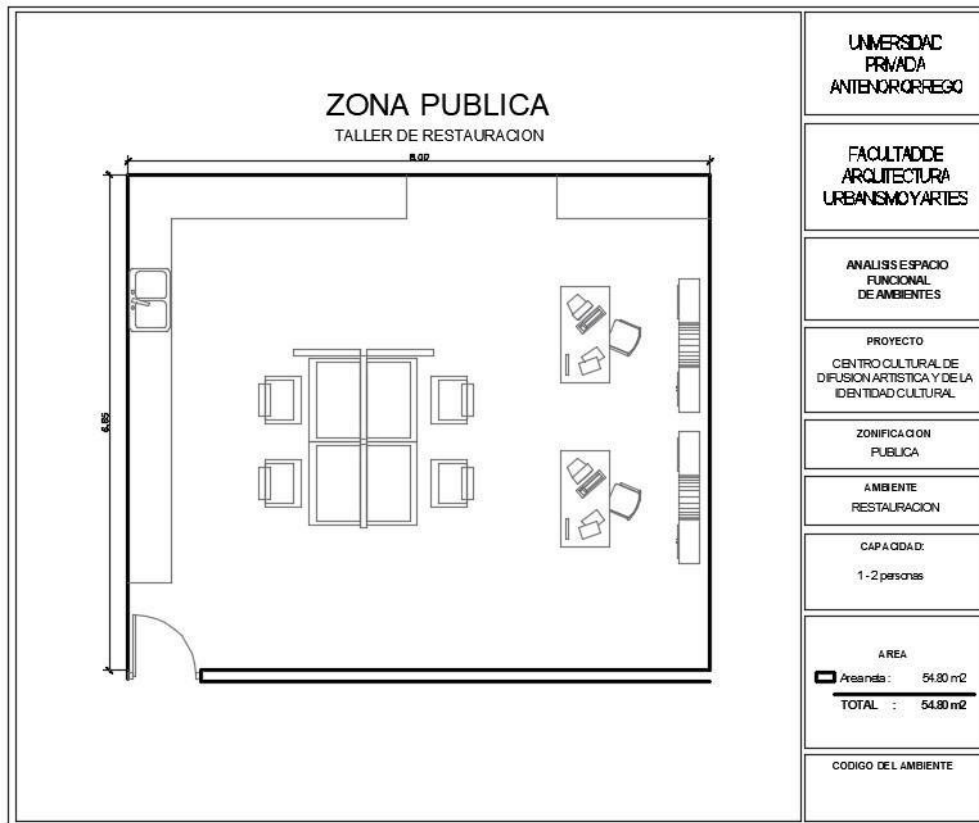 ZONA PUBLICA
TALLER DE RESTAURACION
8.00
6.85
UNIVERSIDAD
PRIVADA
ANTENOR ORREGO
FACULTAD DE
ARQUITECTURA
URBANISMO Y ARTES
ANALISIS ESPACIO
FUNCIONAL
DE AMBIENTES
PROYECTO
CENTRO CULTURAL DE
DIFUSION ARTISTICA Y DE LA
IDENTIDAD CULTURAL
ZONIFICACION
PUBLICA
AMBIENTE
RESTAURACION
CAPACIDAD:
1 - 2 personas
AREA
Area neta : 54.80 m2
TOTAL : 54.80 m2
CODIGO DEL AMBIENTE